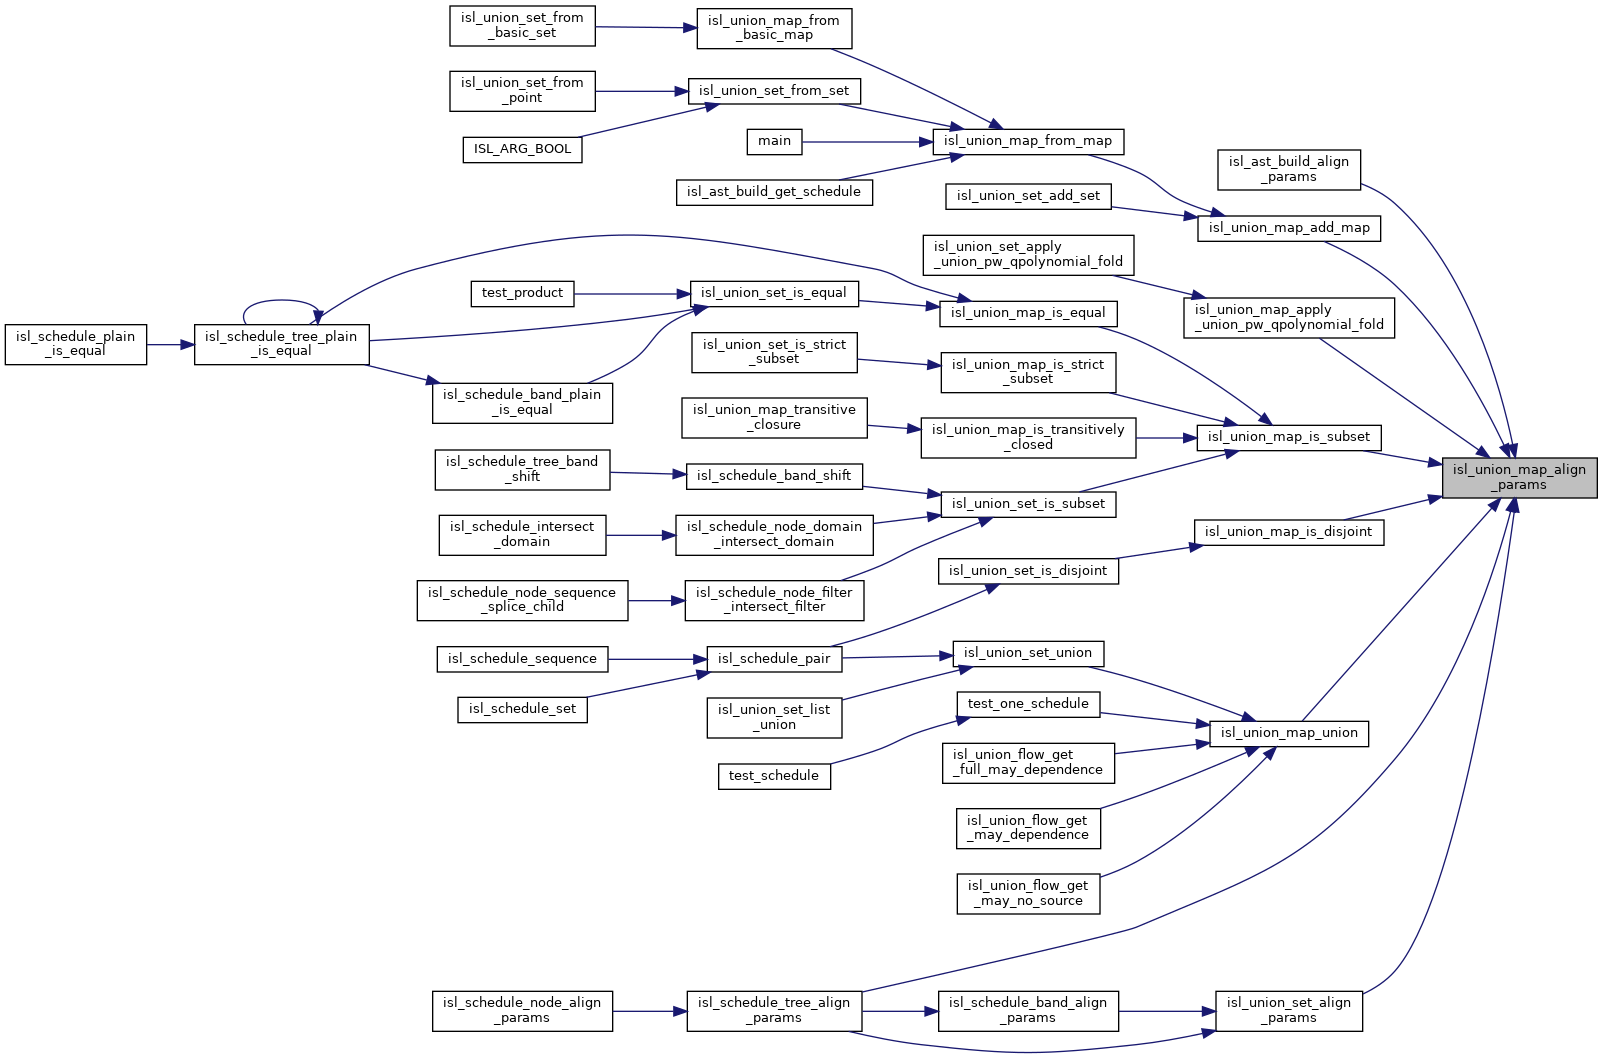 isl_union_set_from
_basic_set
isl_union_map_from
_basic_map
isl_union_set_from
_point
isl_union_set_from_set
ISL_ARG_BOOL
main
isl_union_map_from_map
isl_ast_build_get_schedule
isl_union_set_add_set
isl_ast_build_align
_params
isl_union_map_add_map
isl_union_set_apply
_union_pw_qpolynomial_fold
isl_union_map_apply
_union_pw_qpolynomial_fold
test_product
isl_union_set_is_equal
isl_union_map_is_equal
isl_schedule_plain
_is_equal
isl_schedule_tree_plain
_is_equal
isl_union_set_is_strict
_subset
isl_union_map_is_strict
_subset
isl_schedule_band_plain
_is_equal
isl_union_map_transitive
_closure
isl_union_map_is_transitively
_closed
isl_union_map_is_subset
isl_schedule_tree_band
_shift
isl_schedule_band_shift
isl_union_set_is_subset
isl_union_map_align
_params
isl_schedule_intersect
_domain
isl_schedule_node_domain
_intersect_domain
isl_union_map_is_disjoint
isl_union_set_is_disjoint
isl_schedule_node_sequence
_splice_child
isl_schedule_node_filter
_intersect_filter
isl_schedule_sequence
isl_schedule_pair
isl_union_set_union
isl_schedule_set
isl_union_set_list
_union
test_one_schedule
isl_union_map_union
test_schedule
isl_union_flow_get
_full_may_dependence
isl_union_flow_get
_may_dependence
isl_union_flow_get
_may_no_source
isl_schedule_node_align
_params
isl_schedule_tree_align
_params
isl_schedule_band_align
_params
isl_union_set_align
_params